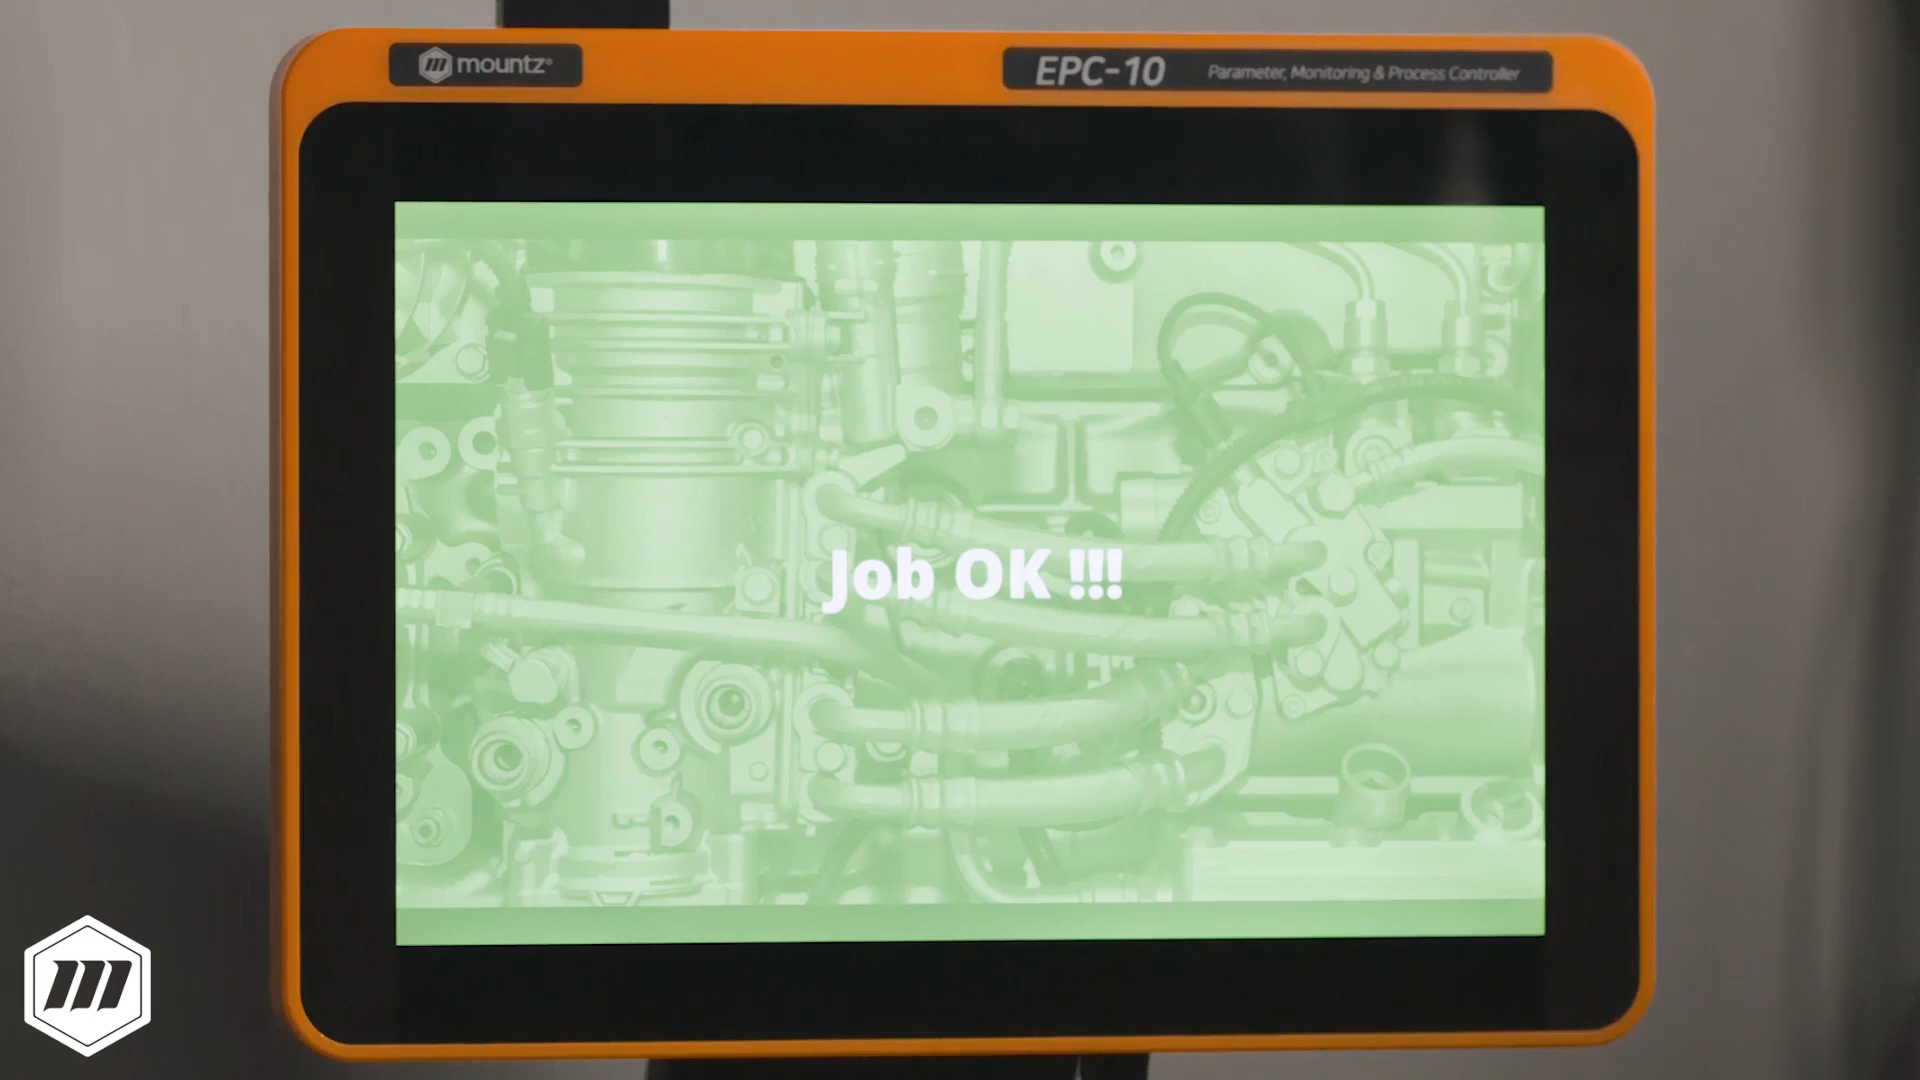 mountz®
EPC-10
Parameter, Monitoring & Process Controller
Job OK !!!